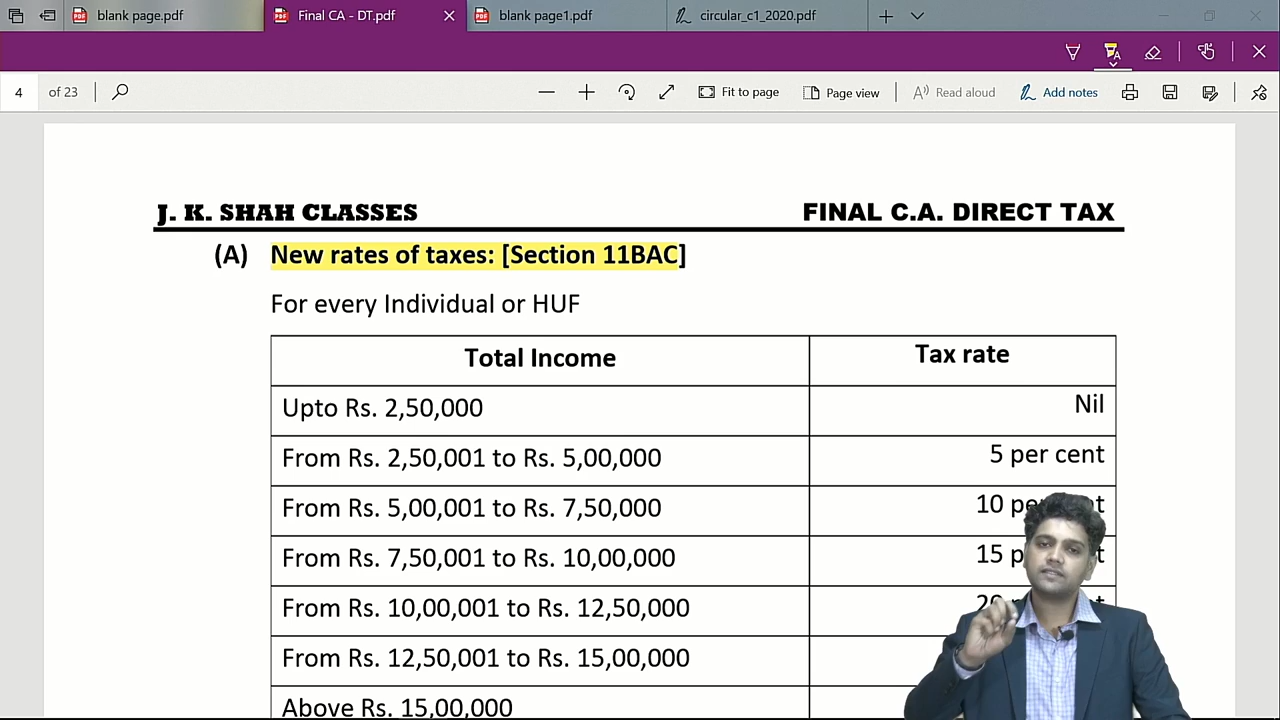 blank page.pdf
Final CA - DT.pdf
blank page1.pdf
circular_c1_2020.pdf
4 of 23
Fit to page
Page view
Read aloud
Add notes
J. K. SHAH CLASSES FINAL C.A. DIRECT TAX
(A) New rates of taxes: [Section 11BAC]
For every Individual or HUF
Total Income Tax rate
Upto Rs. 2,50,000 Nil
From Rs. 2,50,001 to Rs. 5,00,000 5 per cent
From Rs. 5,00,001 to Rs. 7,50,000 10
From Rs. 7,50,001 to Rs. 10,00,000 15
From Rs. 10,00,001 to Rs. 12,50,000
From Rs. 12,50,001 to Rs. 15,00,000
Above Rs. 15,00,000